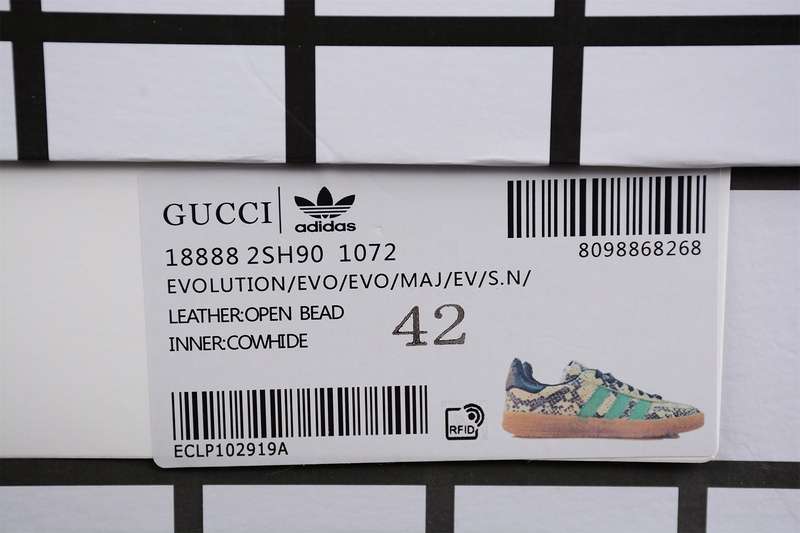 GUCCI adidas
18888 2SH90 1072
8098868268
EVOLUTION/EVO/EVO/MAJ/EV/S.N/
LEATHER:OPEN BEAD
INNER:COWHIDE
42
ECLP102919A
RFID